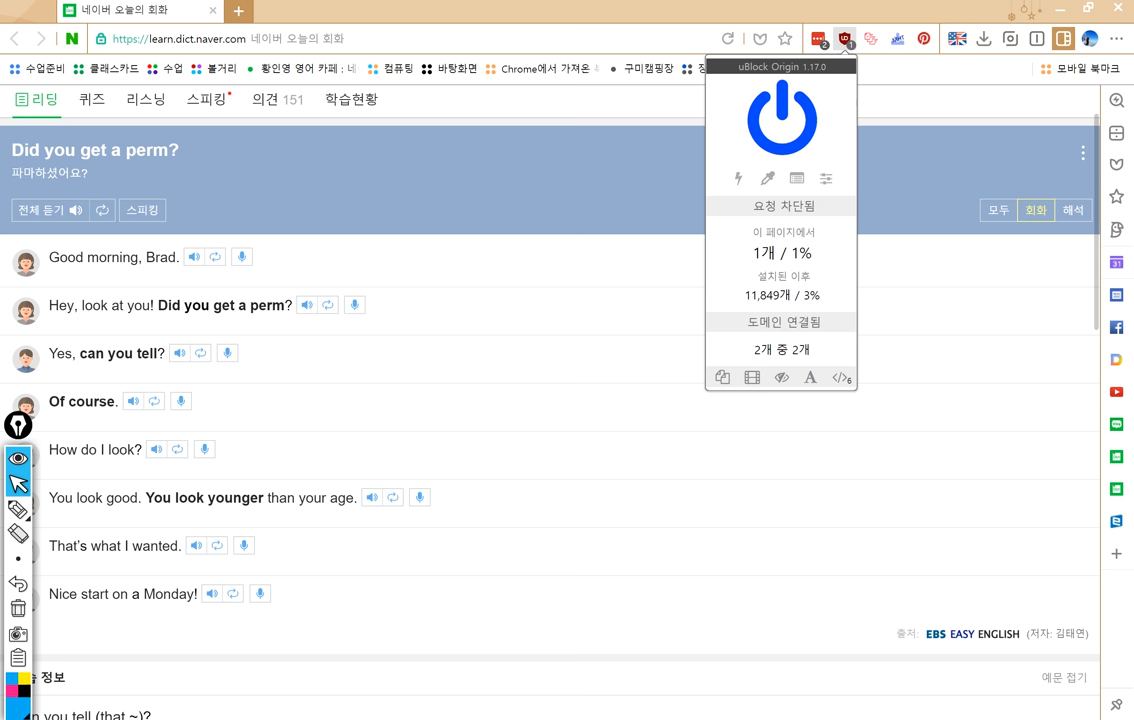 네이버 오늘의 회화
https://learn.dict.naver.com 네이버 오늘의 회화
2
1
수업준비 클래스카드 수업 볼거리 황인영 영어 카페 : 네 컴퓨팅 바탕화면 Chrome에서 가져온 구미캠핑장 모바일 북마크
리딩 퀴즈 리스닝 스피킹 의견 151 학습현황
uBlock Origin 1.17.0
요청 차단됨
이 페이지에서
1개 / 1%
설치된 이후
11,849개 / 3%
도메인 연결됨
2개 중 2개
6
Did you get a perm?
파마하셨어요?
전체 듣기 스피킹 모두 회화 해석
Good morning, Brad.
Hey, look at you! Did you get a perm?
Yes, can you tell?
Of course.
How do I look?
You look good. You look younger than your age.
That's what I wanted.
Nice start on a Monday!
출처: EBS EASY ENGLISH (저자: 김태연)
정보 예문 접기
n you tell (that ~)?
31